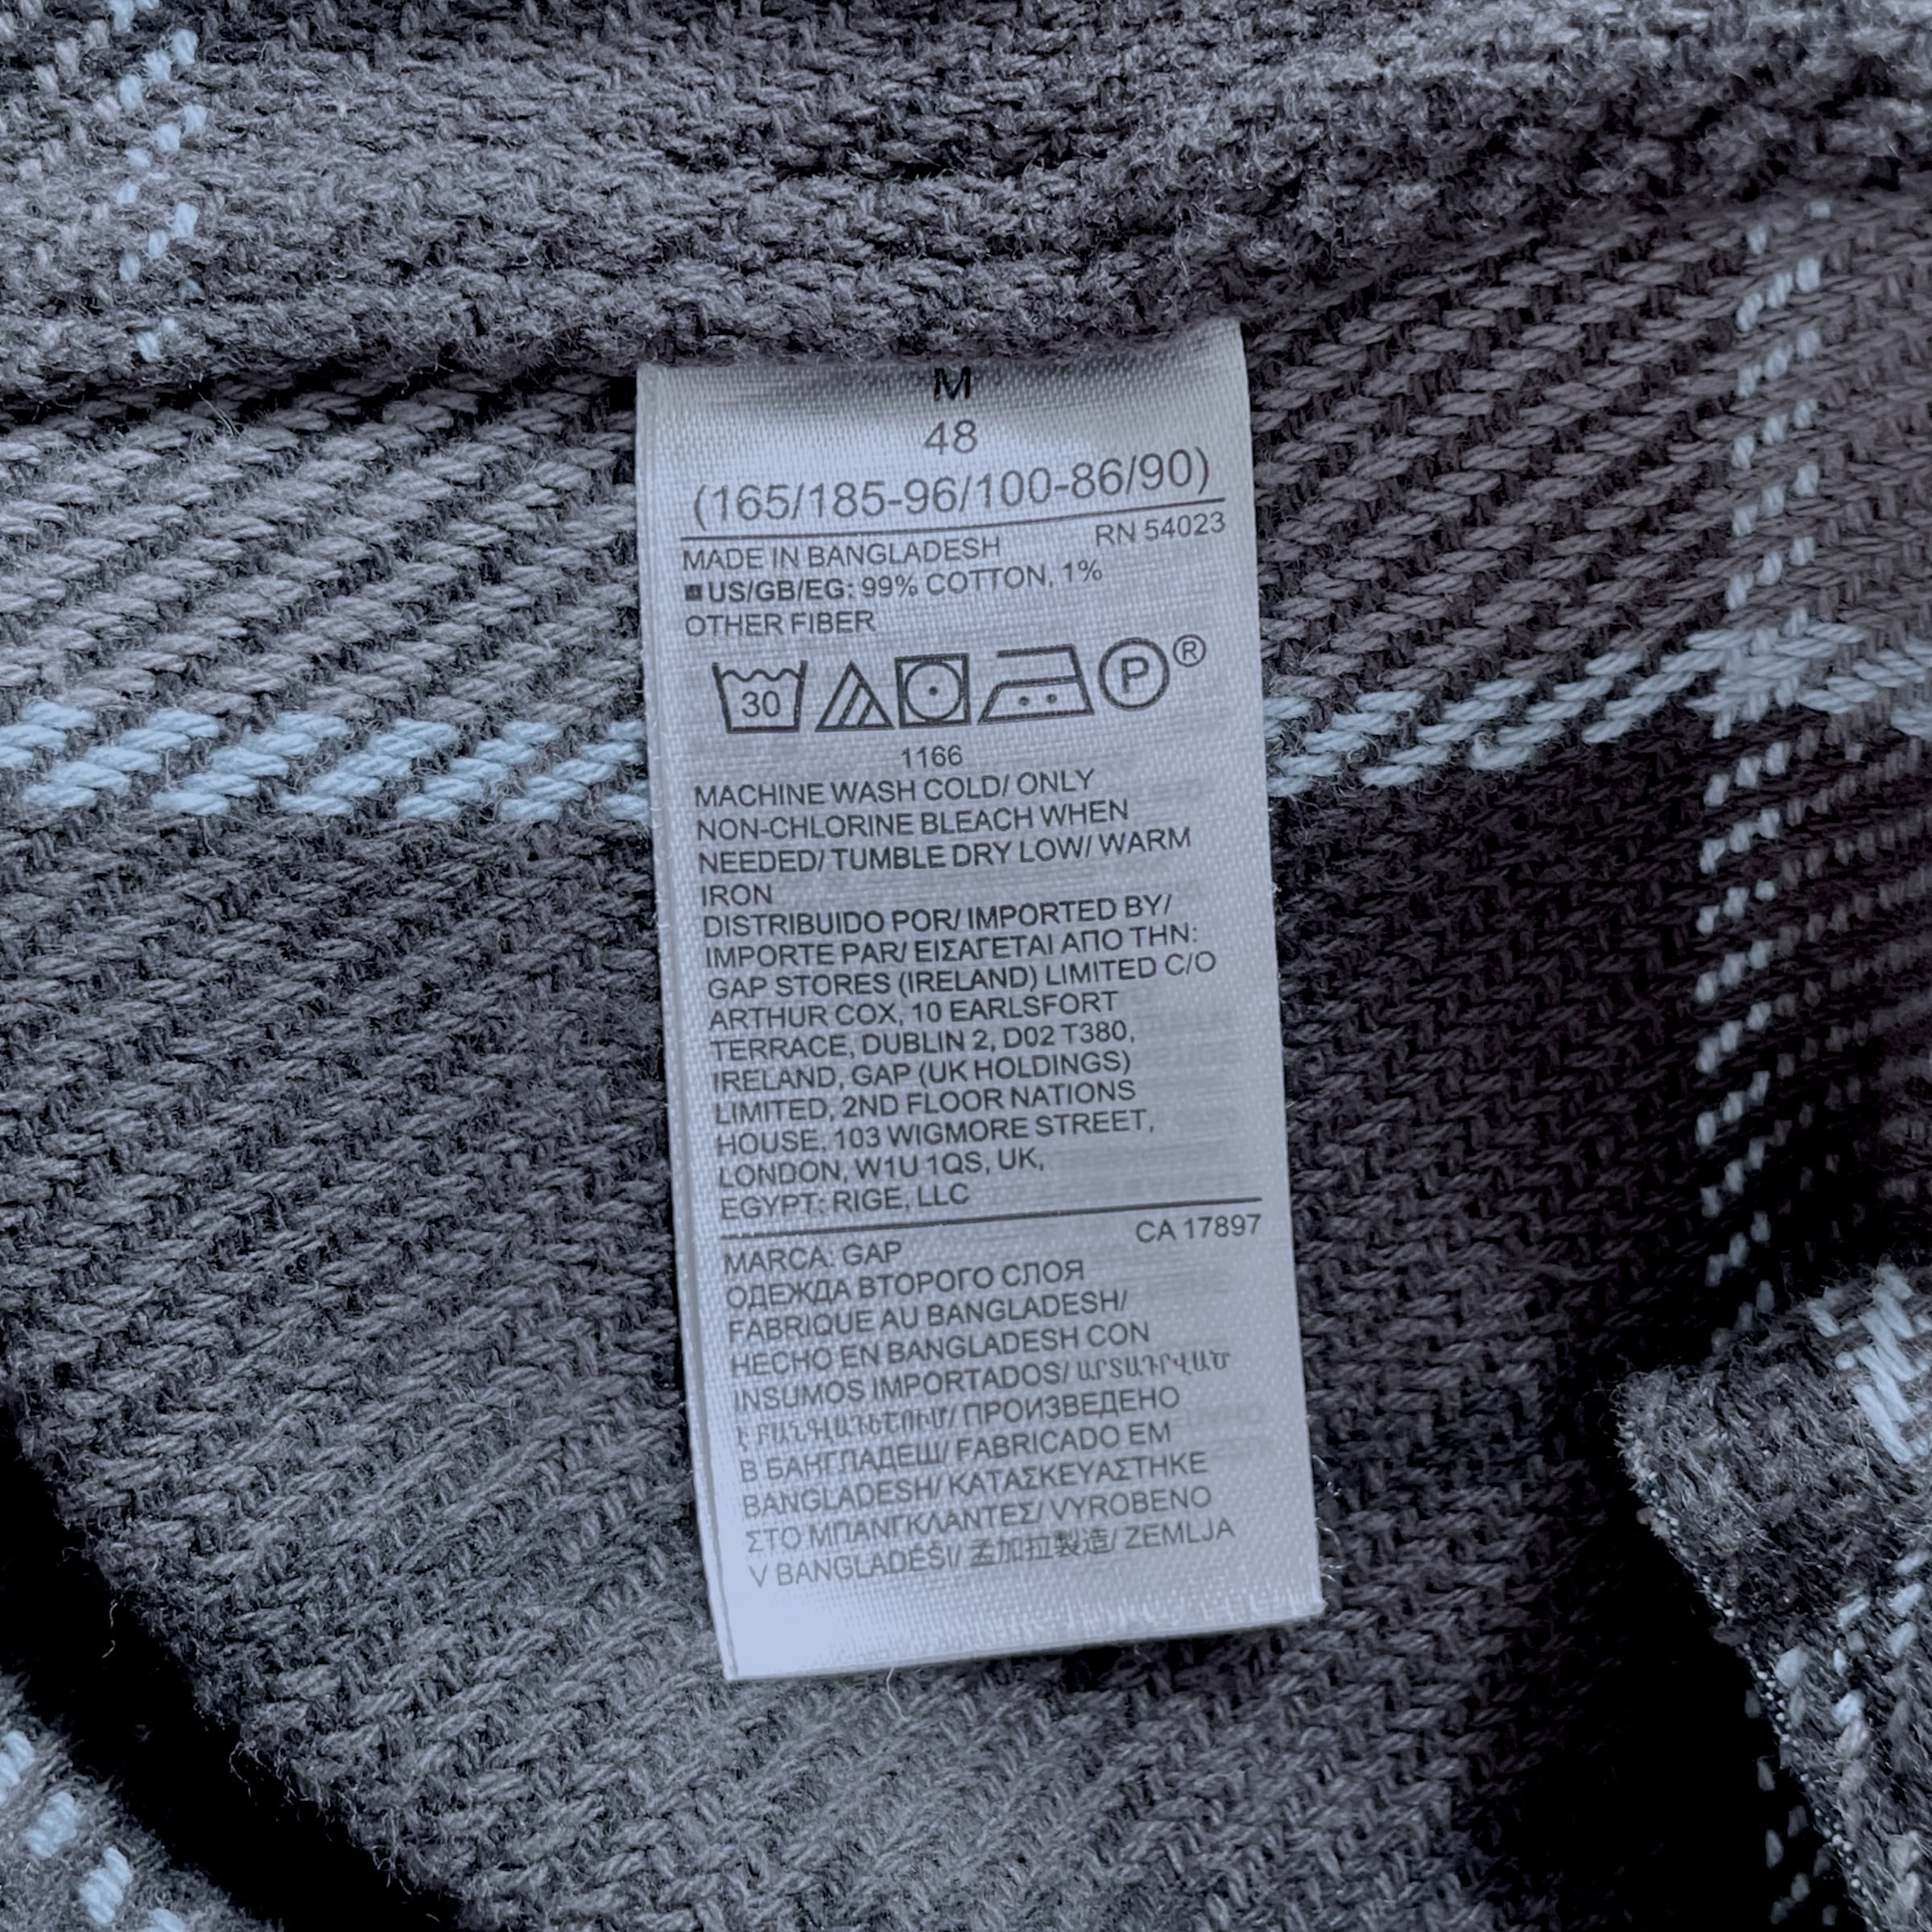 M
48
(165/185-96/100-86/90)
MADE IN BANGLADESH RN 54023
US/GB/EG: 99% COTTON, 1%
OTHER FIBER
30 P ®
1166
MACHINE WASH COLD/ ONLY
NON-CHLORINE BLEACH WHEN
NEEDED/ TUMBLE DRY LOW/ WARM
IRON
DISTRIBUIDO POR/ IMPORTED BY/
IMPORTE PAR/ ΕΙΣΑΓΕΤΑΙ ΑΠΟ ΤΗΝ:
GAP STORES (IRELAND) LIMITED C/O
ARTHUR COX, 10 EARLSFORT
TERRACE, DUBLIN 2, D02 T380,
IRELAND, GAP (UK HOLDINGS)
LIMITED, 2ND FLOOR NATIONS
HOUSE, 103 WIGMORE STREET,
LONDON, W1U 1QS, UK,
EGYPT: RIGE, LLC
MARCA: GAP CA 17897
ОДЕЖДА ВТОРОГО СЛОЯ
FABRIQUE AU BANGLADESH/
HECHO EN BANGLADESH CON
INSUMOS IMPORTADOS/ ԱՐՏԱԴՐՎԱԾ
Է ԲԱՆԳԼԱԴԵՇՈՒՄ/ ПРОИЗВЕДЕНО
В БАНГЛАДЕШ/ FABRICADO EM
BANGLADESH/ ΚΑΤΑΣΚΕΥΑΣΤΗΚΕ
ΣΤΟ ΜΠΑΝΓΚΛΑΝΤΕΣ/ VYROBENO
V BANGLADÉŠI/ 孟加拉製造/ ZEMLJA